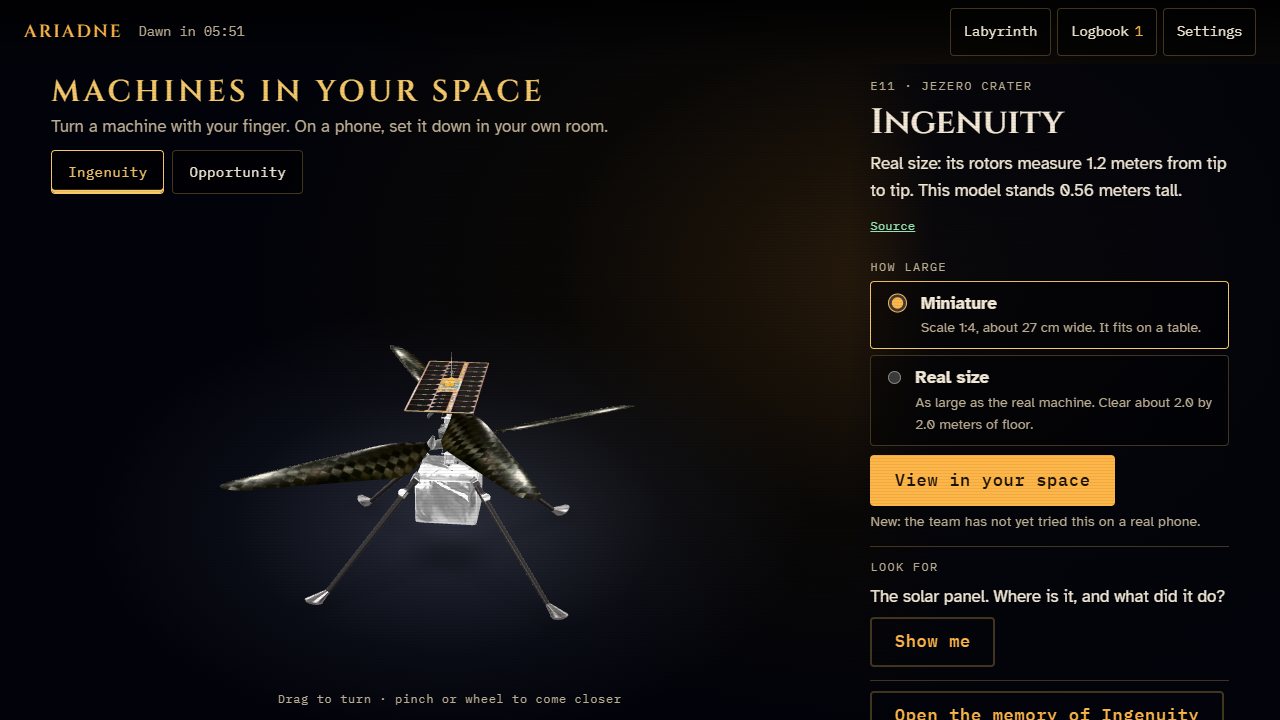 ARIADNE
Dawn in 05:51
Labyrinth
Logbook 1
Settings
MACHINES IN YOUR SPACE
Turn a machine with your finger. On a phone, set it down in your own room.
Ingenuity
Opportunity
Drag to turn · pinch or wheel to come closer
E11 · JEZERO CRATER
INGENUITY
Real size: its rotors measure 1.2 meters from tip
to tip. This model stands 0.56 meters tall.
Source
HOW LARGE
Miniature
Scale 1:4, about 27 cm wide. It fits on a table.
Real size
As large as the real machine. Clear about 2.0 by
2.0 meters of floor.
View in your space
New: the team has not yet tried this on a real phone.
LOOK FOR
The solar panel. Where is it, and what did it do?
Show me
Open the memory of Ingenuity